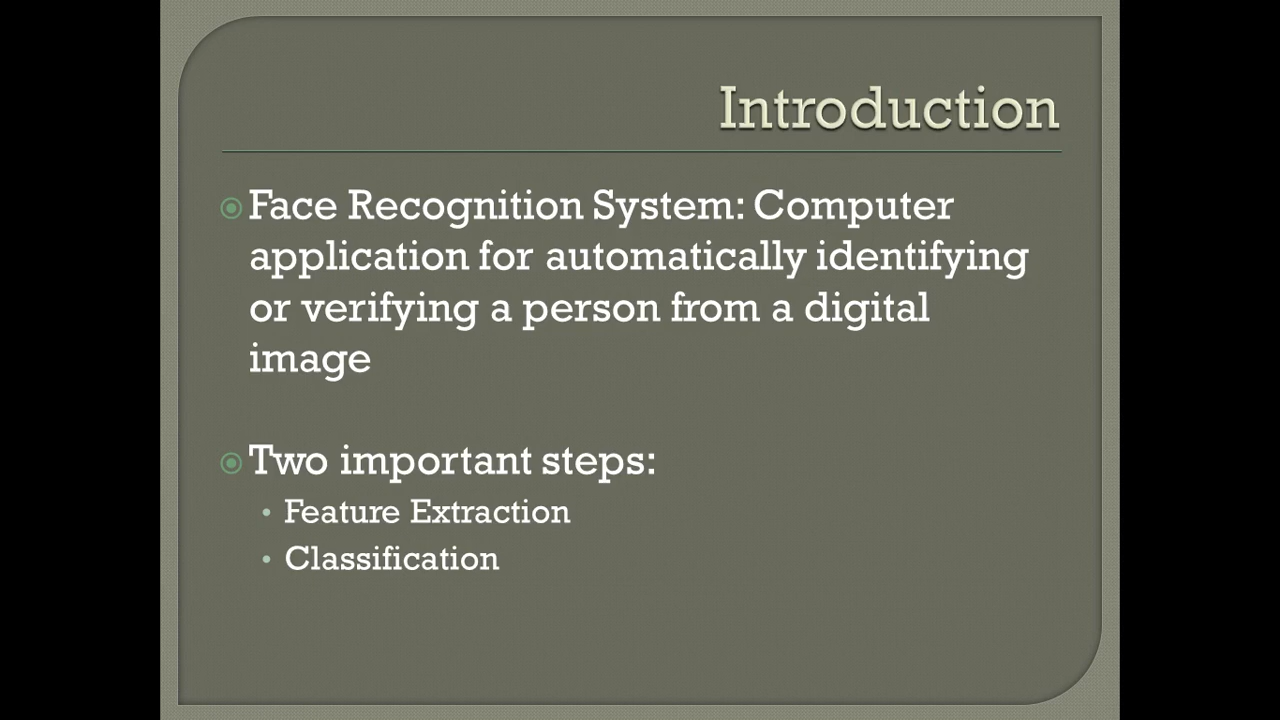 Introduction
Face Recognition System: Computer
application for automatically identifying
or verifying a person from a digital
image
Two important steps:
Feature Extraction
Classification